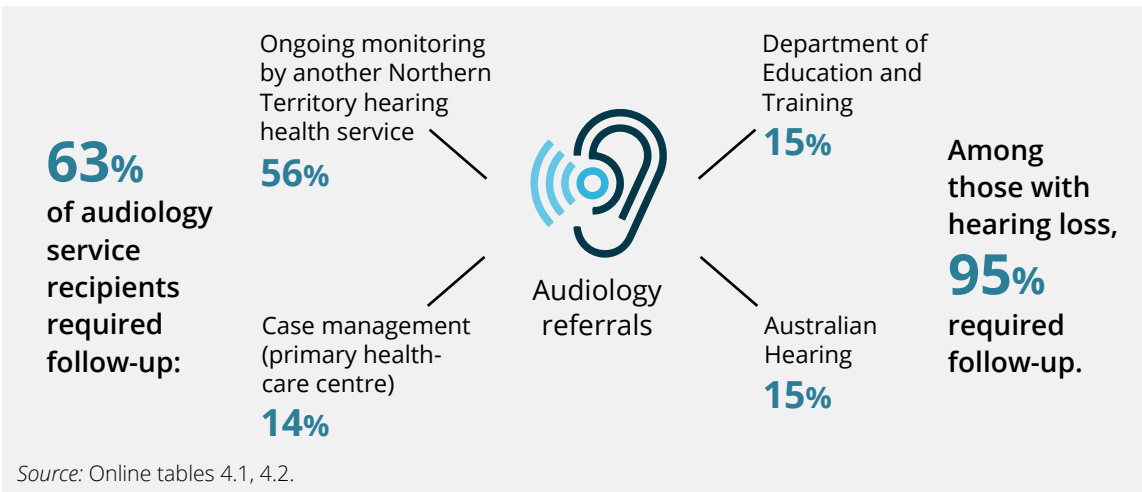 63%
of audiology
service
recipients
required
follow-up:
Ongoing monitoring
by another Northern
Territory hearing
health service
56%
Case management
(primary health-
care centre)
14%
Audiology
referrals
Department of
Education and
Training
15%
Australian
Hearing
15%
Among
those with
hearing loss,
95%
required
follow-up.
Source: Online tables 4.1, 4.2.